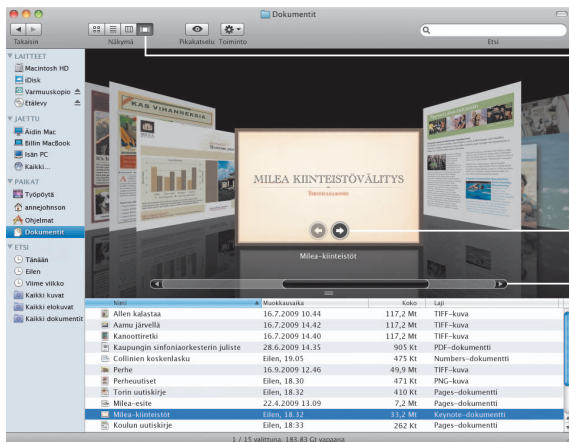 Dokumentit
Takaisin Näkymä Pikakatselu Toiminto Etsi
LAITTEET
Macintosh HD
iDisk
Varmuuskopio
Etälevy
JAETTU
Äidin Mac
Billin MacBook
Isän PC
Kaikki...
PAIKAT
Työpöytä
annejohnson
Ohjelmat
Dokumentit
ETSI
Tänään
Eilen
Viime viikko
Kaikki kuvat
Kaikki elokuvat
Kaikki dokumentit
KAS VIHANNEKSIA
MILEA KIINTEISTÖVÄLITYS
Milea-kiinteistöt
Nimi Muokkausaika Koko Laji
Allen kalastaa 16.7.2009 10.44 117,2 Mt TIFF-kuva
Aamu järvellä 16.7.2009 14.42 117,2 Mt TIFF-kuva
Kanoottiretki 16.7.2009 14.40 117,2 Mt TIFF-kuva
Kaupungin sinfoniaorkesterin juliste 28.6.2009 14.35 905 Kt PDF-dokumentti
Collinien koskenlasku Eilen, 19.05 475 Kt Numbers-dokumentti
Perhe 16.9.2009 12.46 49,9 Mt TIFF-kuva
Perheuutiset Eilen, 18.30 471 Kt PNG-kuva
Torin uutiskirje Eilen, 18.32 410 Kt Pages-dokumentti
Milea-esite 22.4.2009 13.09 7,2 Mt Pages-dokumentti
Milea-kiinteistöt Eilen, 18.32 33,2 Mt Keynote-dokumentti
Koulun uutiskirje Eilen, 18:33 262 Kt Pages-dokumentti
1 / 15 valittuna, 183,83 Gt vapaana